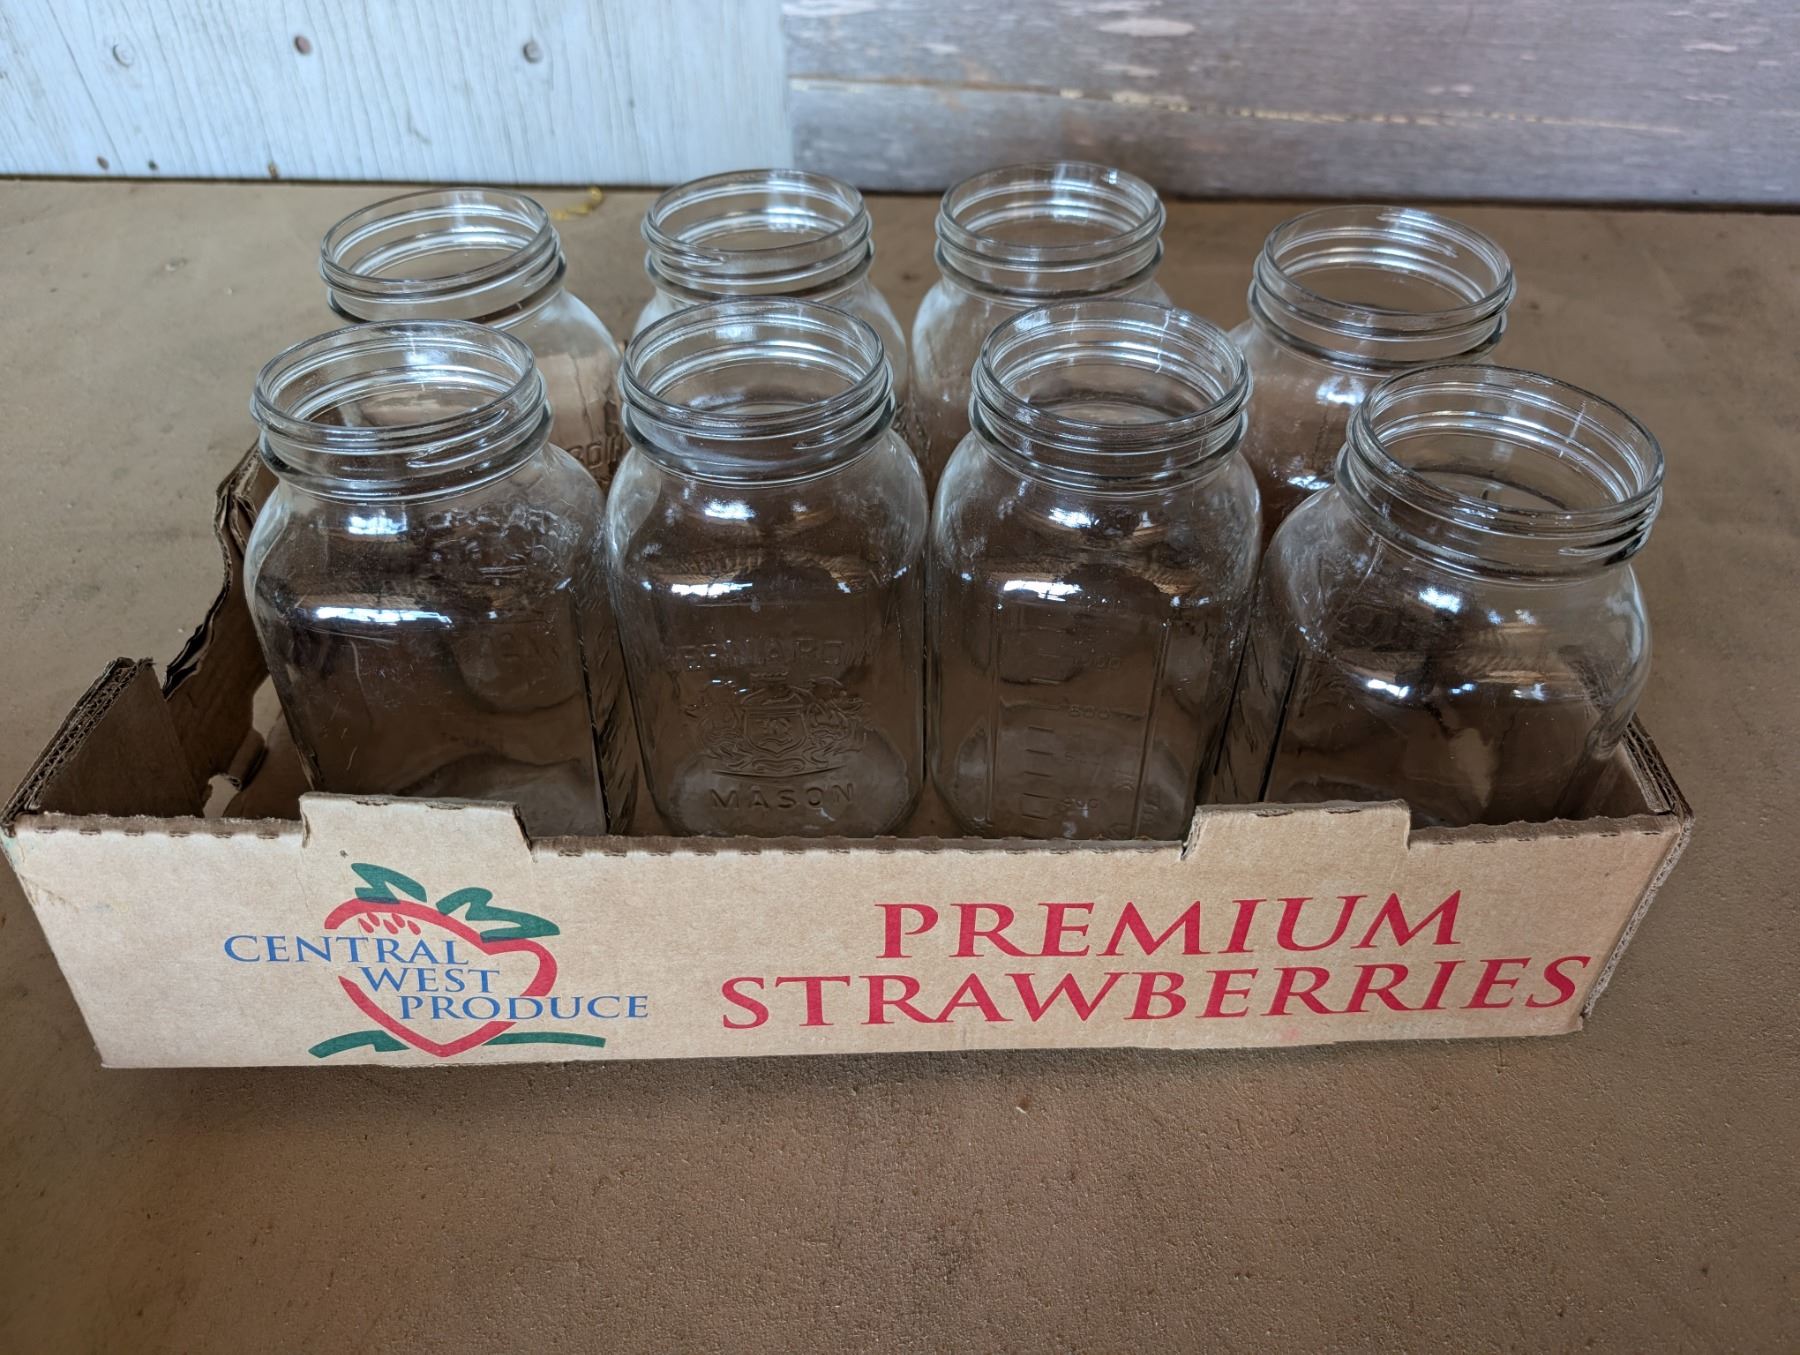 MASON
CENTRAL
WEST
PRODUCE
PREMIUM
STRAWBERRIES